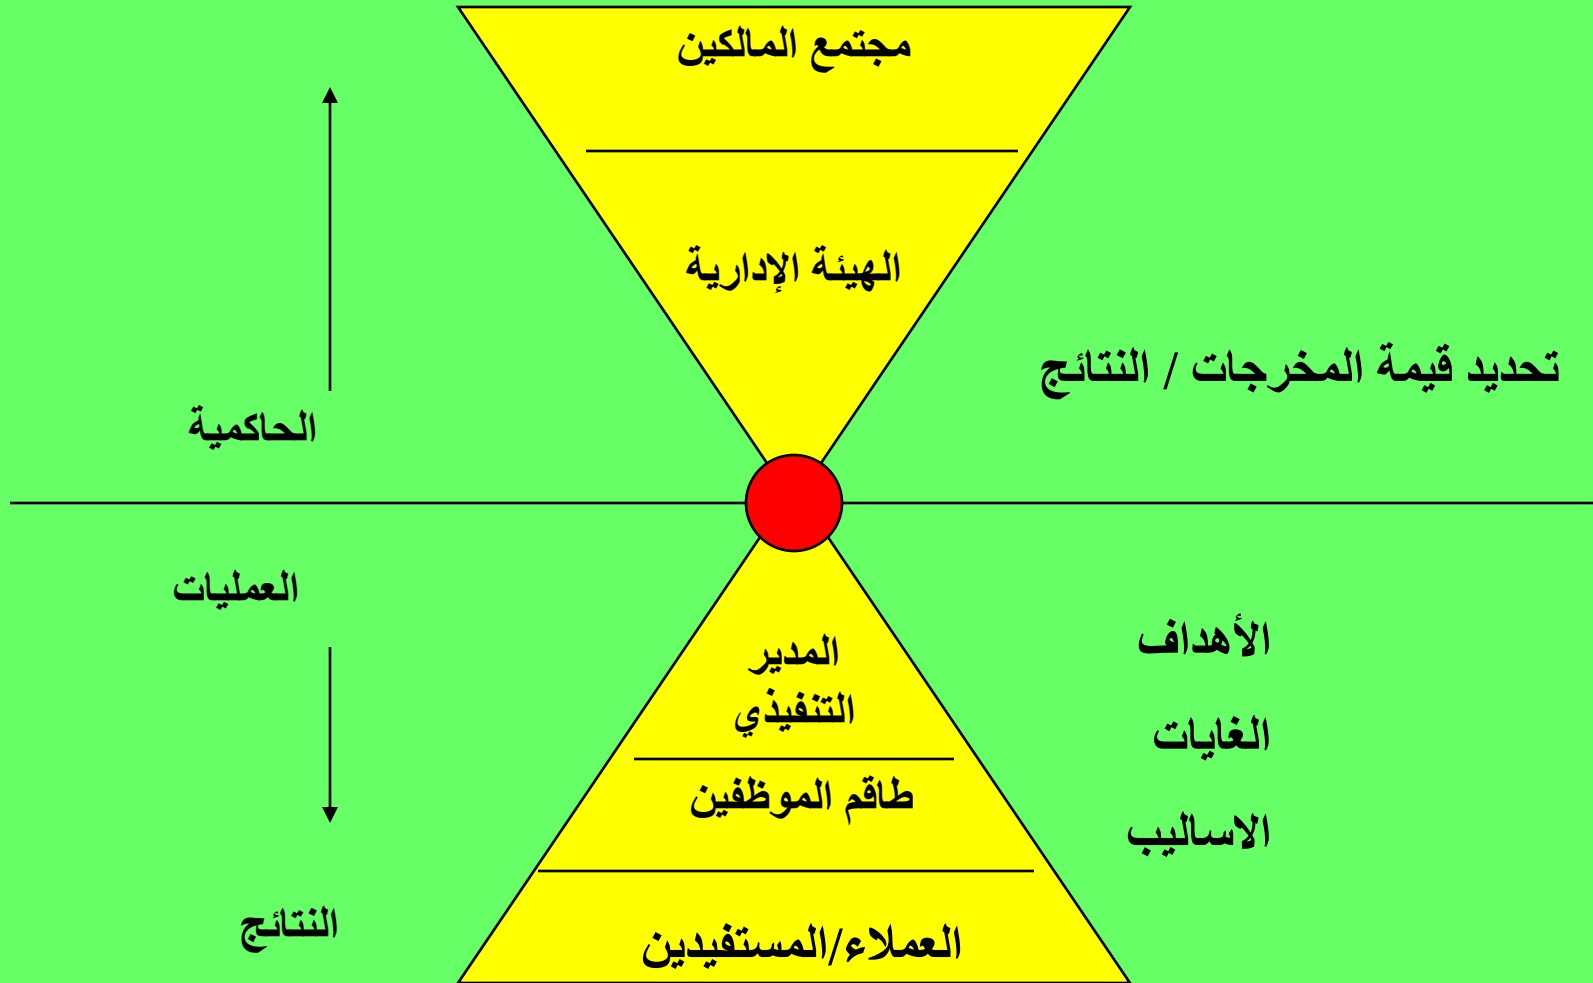 مجتمع المالكين
الهيئة الإدارية
تحديد قيمة المخرجات / النتائج
الحاكمية
العمليات
الأهداف
المدير
التنفيذي
الغايات
طاقم الموظفين
الاساليب
النتائج
العملاء/المستفيدين